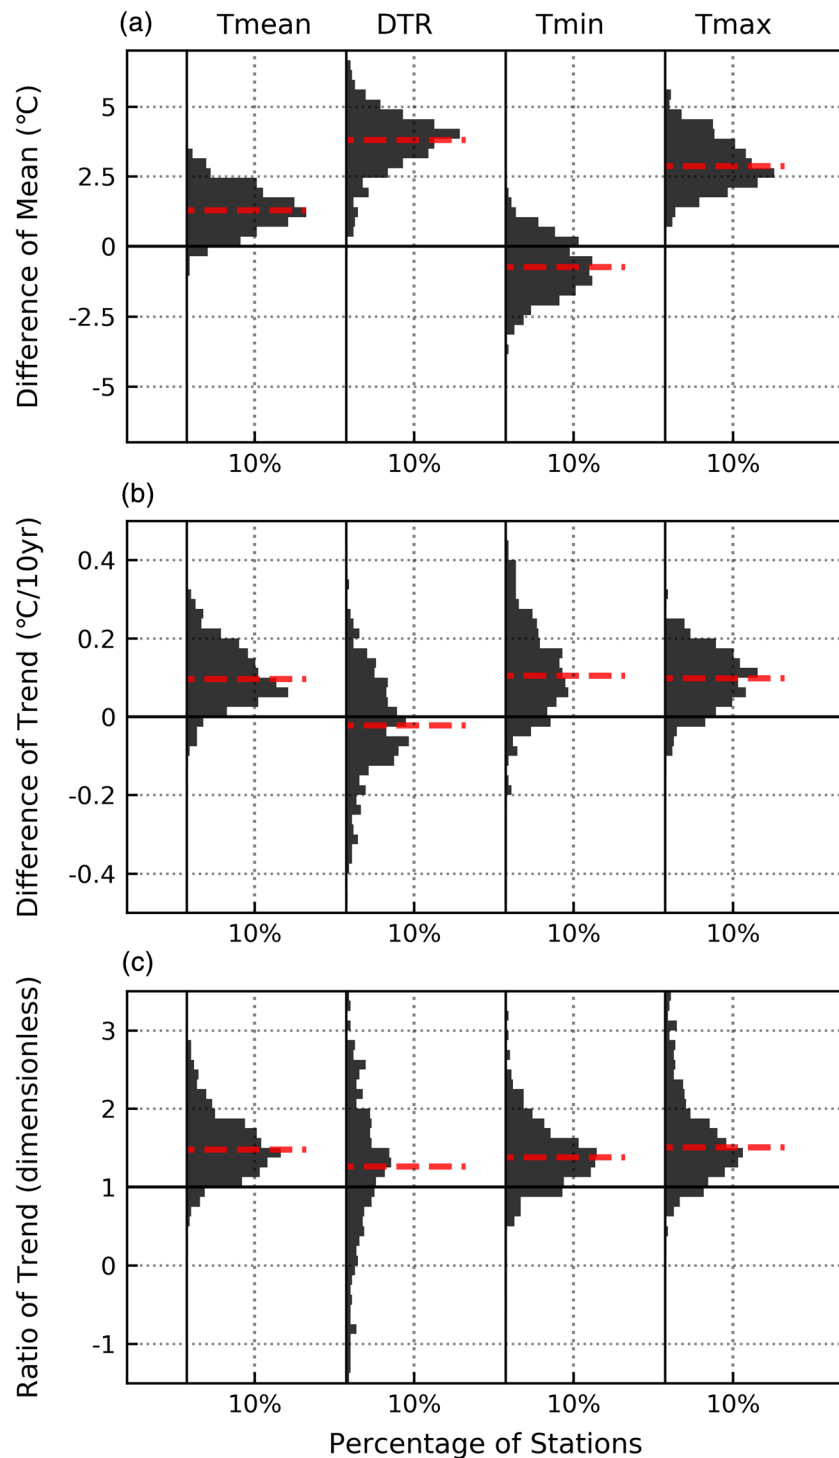 (a)
Tmean DTR Tmin Tmax
Difference of Mean (℃)
5
2.5
0
-2.5
-5
10% 10% 10% 10%
(b)
Difference of Trend (℃/10yr)
0.4
0.2
0
-0.2
-0.4
10% 10% 10% 10%
(c)
Ratio of Trend (dimensionless)
3
2
1
0
-1
10% 10% 10% 10%
Percentage of Stations